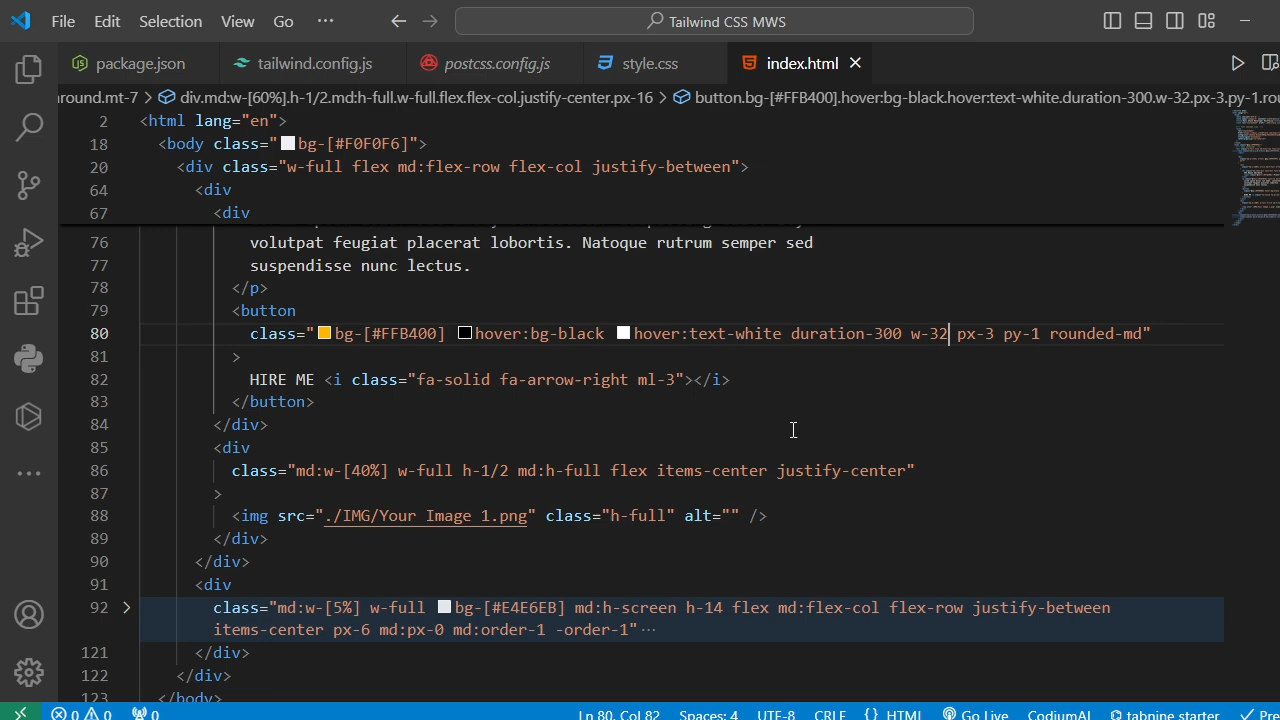 File Edit Selection View Go ··· Tailwind CSS MWS
package.json tailwind.config.js postcss.config.js style.css index.html
round.mt-7 > div.md:w-[60%].h-1/2.md:h-full.w-full.flex.flex-col.justify-center.px-16 > button.bg-[#FFB400].hover:bg-black.hover:text-white.duration-300.w-32.px-3.py-1.rou
2 <html lang="en">
18 <body class="bg-[#F0F0F6]">
20 <div class="w-full flex md:flex-row flex-col justify-between">
64 <div
67 <div
76 volutpat feugiat placerat lobortis. Natoque rutrum semper sed
77 suspendisse nunc lectus.
78 </p>
79 <button
80 class="bg-[#FFB400] hover:bg-black hover:text-white duration-300 w-32 px-3 py-1 rounded-md"
81 >
82 HIRE ME <i class="fa-solid fa-arrow-right ml-3"></i>
83 </button>
84 </div>
85 <div
86 class="md:w-[40%] w-full h-1/2 md:h-full flex items-center justify-center"
87 >
88 <img src="./IMG/Your Image 1.png" class="h-full" alt="" />
89 </div>
90 </div>
91 <div
92 class="md:w-[5%] w-full bg-[#E4E6EB] md:h-screen h-14 flex md:flex-col flex-row justify-between
items-center px-6 md:px-0 md:order-1 -order-1"···
121 </div>
122 </div>
123 </body>
0 0 0 Ln 80, Col 82 Spaces: 4 UTF-8 CRLF {} HTML Go Live CodiumAI tabnine starter Pre